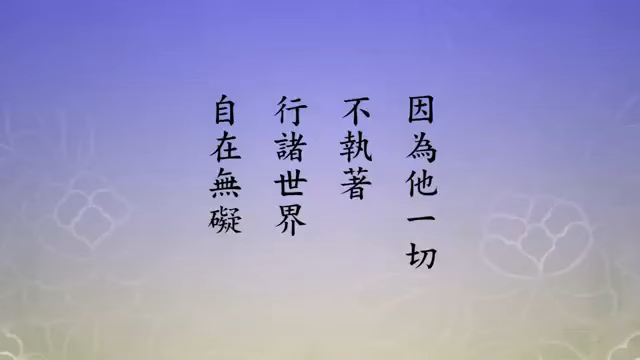 因為他一切
不執著
行諸世界
自在無礙